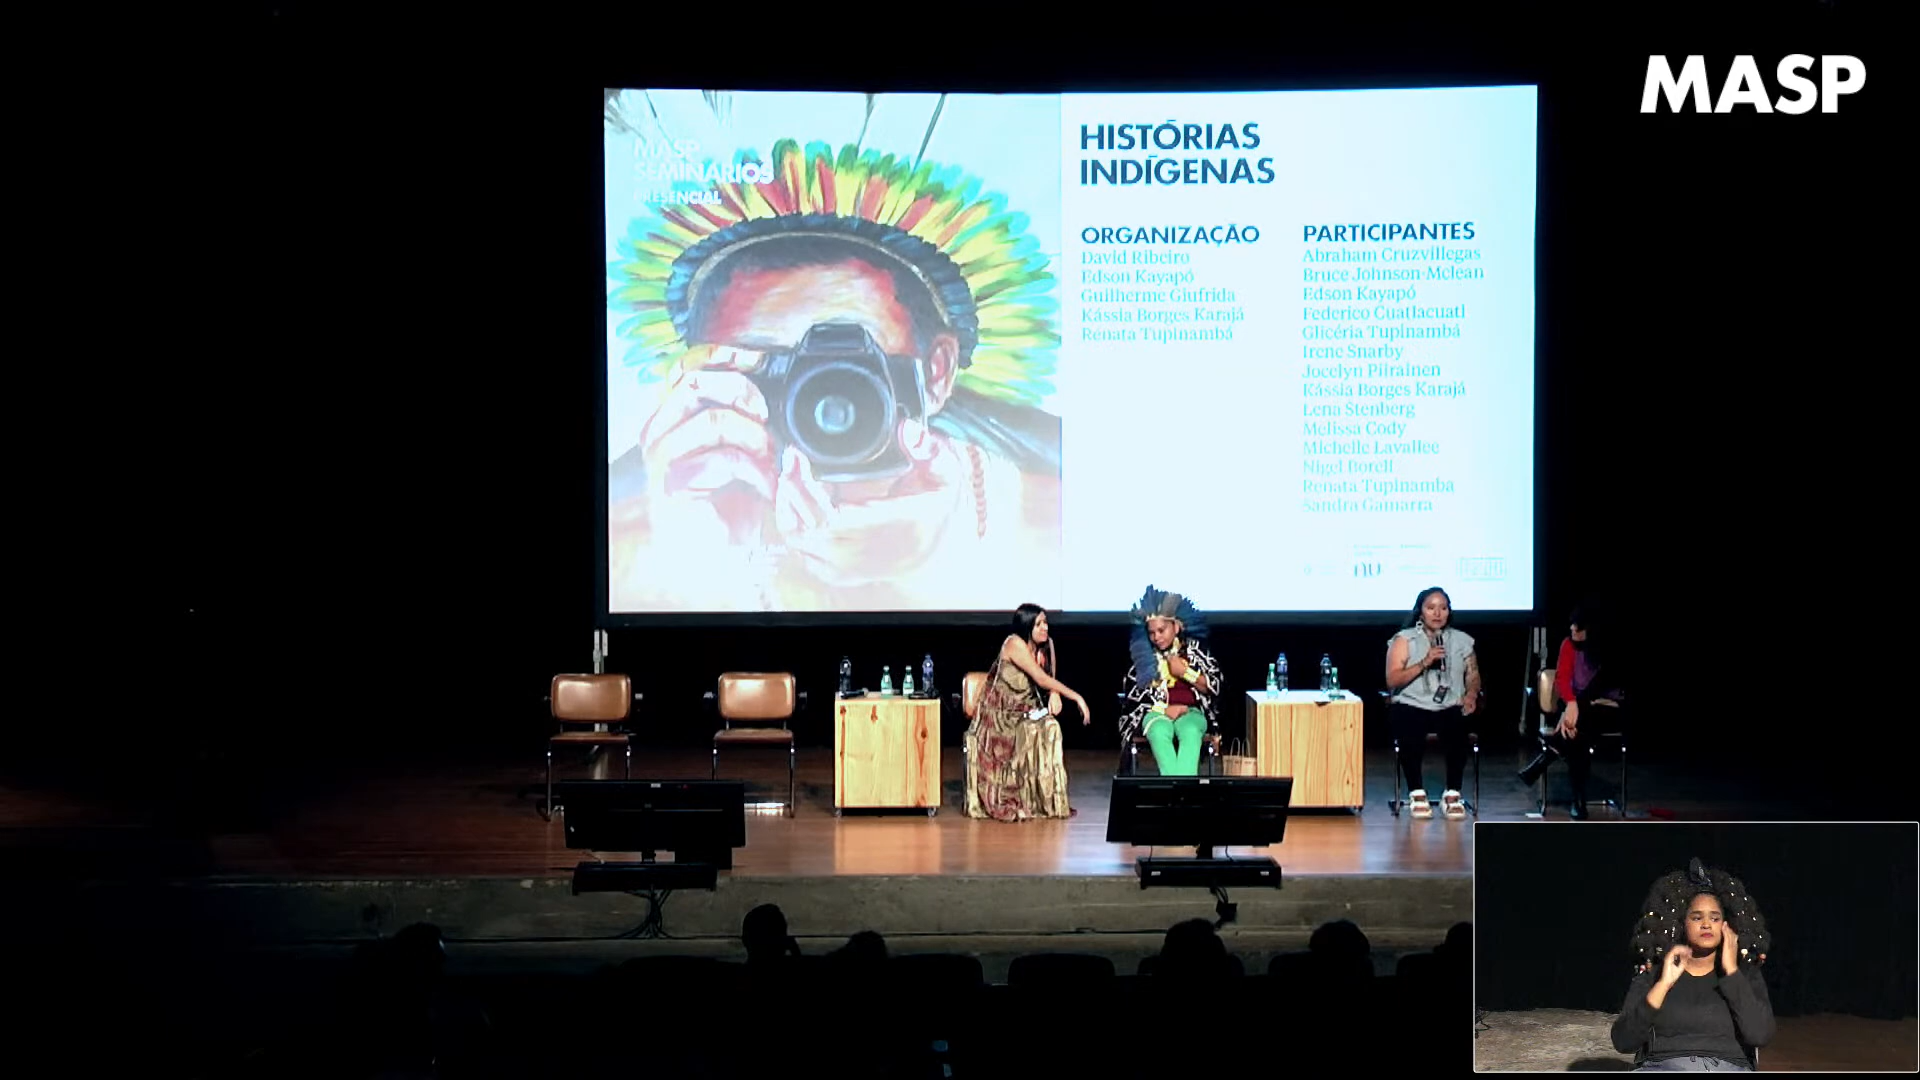 MASP
MASP
SEMINÁRIOS
PRESENCIAL
HISTÓRIAS
INDÍGENAS
ORGANIZAÇÃO
David Ribeiro
Edson Kayapó
Guilherme Giufrida
Kássia Borges Karajá
Renata Tupinambá
PARTICIPANTES
Abraham Cruzvillegas
Bruce Johnson-Mclean
Edson Kayapó
Federico Cuatlacuatl
Glicéria Tupinambá
Irene Snarby
Jocelyn Piirainen
Kássia Borges Karajá
Lena Stenberg
Melissa Cody
Michelle Lavallee
Nigel Borell
Renata Tupinambá
Sandra Gamarra
nu